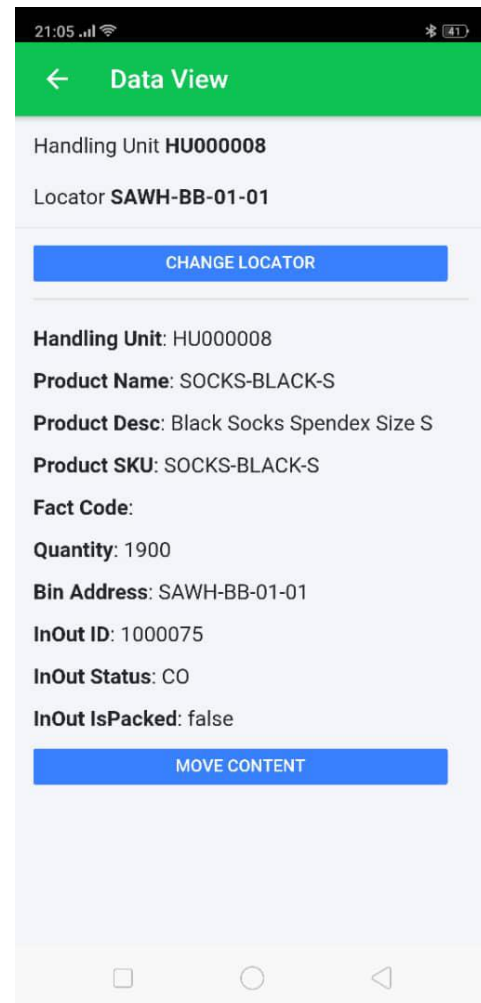 21:05
41
Data View
Handling Unit HU000008
Locator SAWH-BB-01-01
CHANGE LOCATOR
Handling Unit: HU000008
Product Name: SOCKS-BLACK-S
Product Desc: Black Socks Spendex Size S
Product SKU: SOCKS-BLACK-S
Fact Code:
Quantity: 1900
Bin Address: SAWH-BB-01-01
InOut ID: 1000075
InOut Status: CO
InOut IsPacked: false
MOVE CONTENT